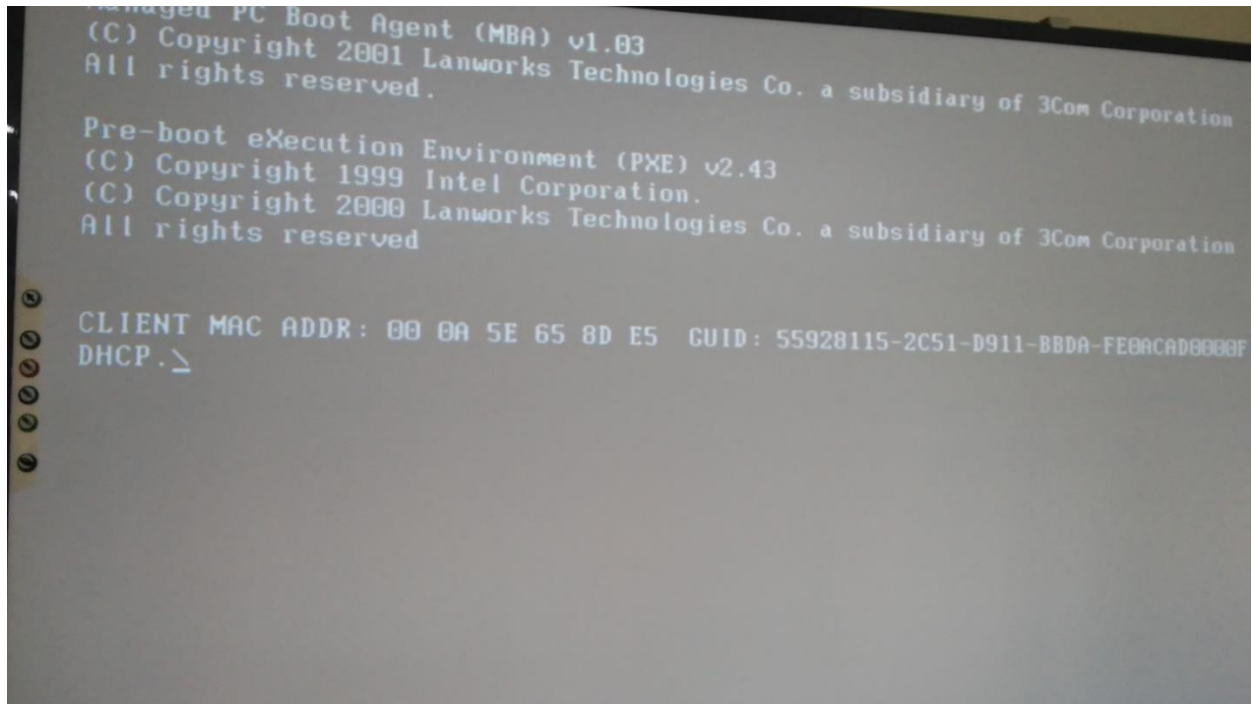 Managed PC Boot Agent (MBA) v1.03
(C) Copyright 2001 Lanworks Technologies Co. a subsidiary of 3Com Corporation
All rights reserved.
Pre-boot eXecution Environment (PXE) v2.43
(C) Copyright 1999 Intel Corporation.
(C) Copyright 2000 Lanworks Technologies Co. a subsidiary of 3Com Corporation
All rights reserved
CLIENT MAC ADDR: 00 0A 5E 65 8D E5 GUID: 55928115-2C51-D911-BBDA-FE0ACAD0000F
DHCP.\